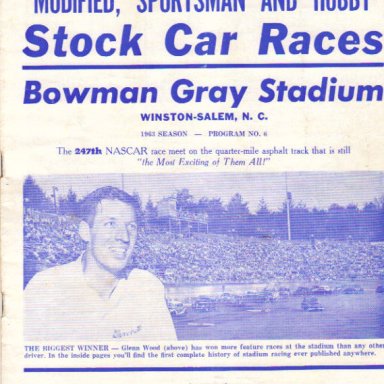 MODIFIED, SPORTSMAN AND HOBBY
Stock Car Races
Bowman Gray Stadium
WINSTON-SALEM, N. C.
1963 SEASON — PROGRAM NO. 6
The 247th NASCAR race meet on the quarter-mile asphalt track that is still
"the Most Exciting of Them All!"
THE BIGGEST WINNER — Glenn Wood (above) has won more feature races at the stadium than any other
driver. In the inside pages you'll find the first complete history of stadium racing ever published anywhere.